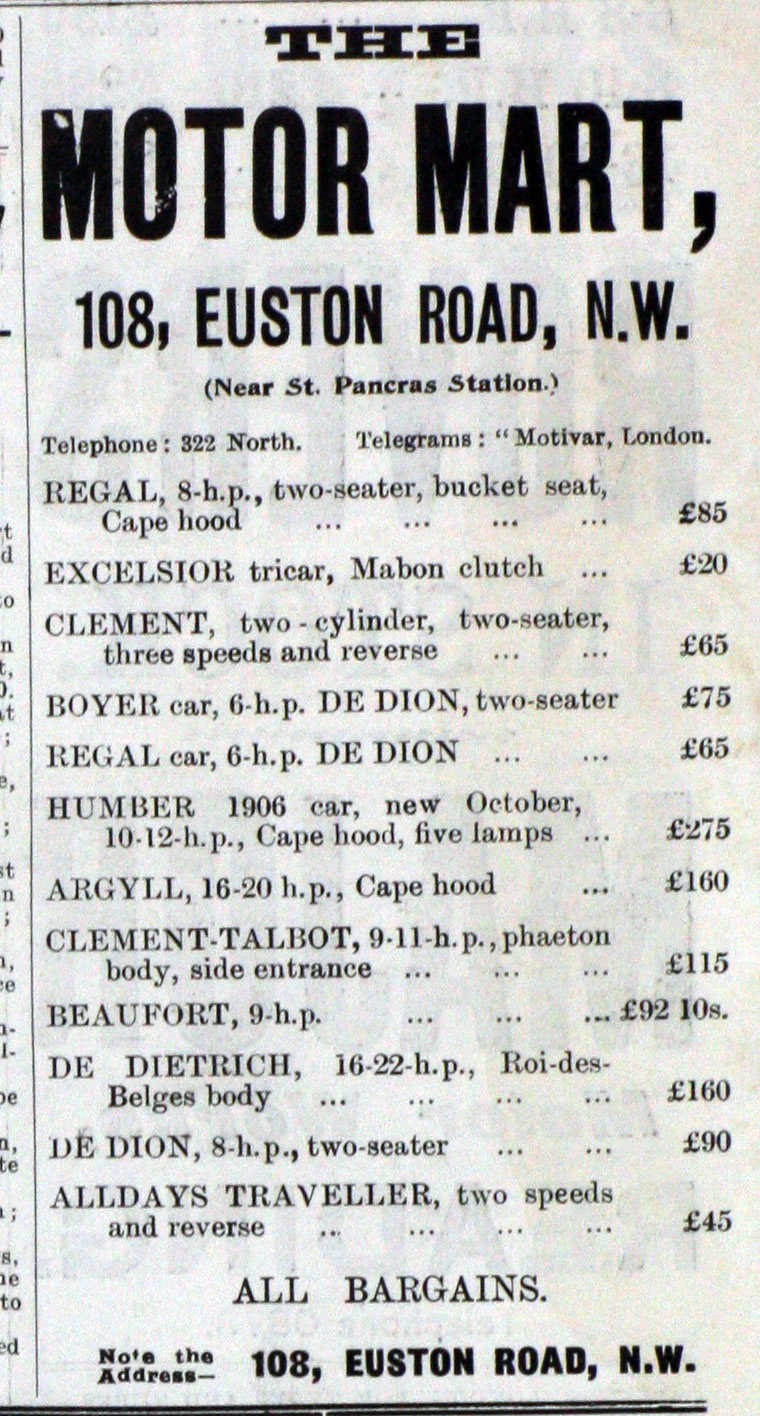 THE
MOTOR MART,
108, EUSTON ROAD, N.W.
(Near St. Pancras Station.)
Telephone: 322 North. Telegrams: "Motivar, London.
REGAL, 8-h.p., two-seater, bucket seat,
Cape hood ... ... ... ... £85
EXCELSIOR tricar, Mabon clutch ... £20
CLEMENT, two-cylinder, two-seater,
three speeds and reverse ... ... £65
BOYER car, 6-h.p. DE DION, two-seater £75
REGAL car, 6-h.p. DE DION ... ... £65
HUMBER 1906 car, new October,
10-12-h.p., Cape hood, five lamps ... £275
ARGYLL, 16-20 h.p., Cape hood ... £160
CLEMENT-TALBOT, 9-11-h.p., phaeton
body, side entrance ... ... ... £115
BEAUFORT, 9-h.p. ... ... ... £92 10s.
DE DIETRICH, 16-22-h.p., Roi-des-
Belges body ... ... ... ... £160
DE DION, 8-h.p., two-seater ... ... £90
ALLDAYS TRAVELLER, two speeds
and reverse ... ... ... ... £45
ALL BARGAINS.
Note the
Address— 108, EUSTON ROAD, N.W.